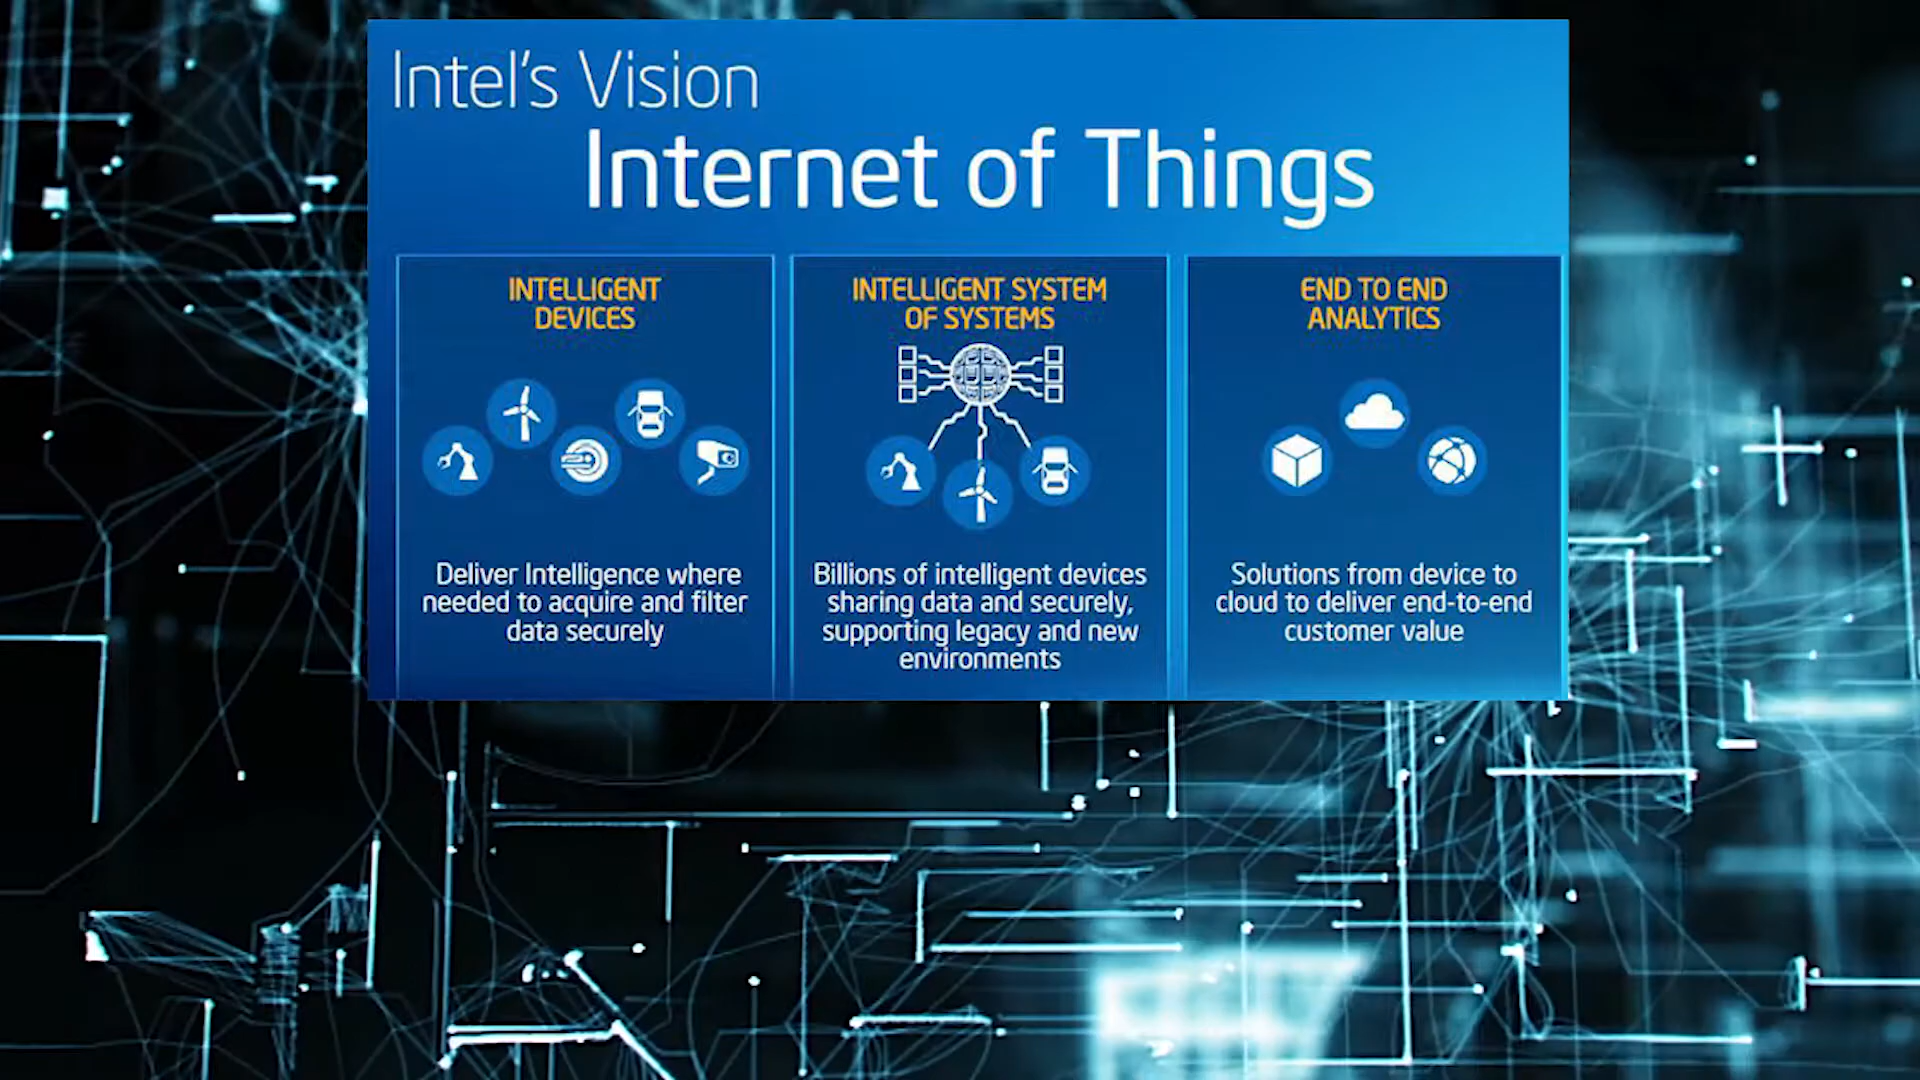 Intel's Vision
Internet of Things
INTELLIGENT
DEVICES
Deliver Intelligence where
needed to acquire and filter
data securely
INTELLIGENT SYSTEM
OF SYSTEMS
Billions of intelligent devices
sharing data and securely,
supporting legacy and new
environments
END TO END
ANALYTICS
Solutions from device to
cloud to deliver end-to-end
customer value